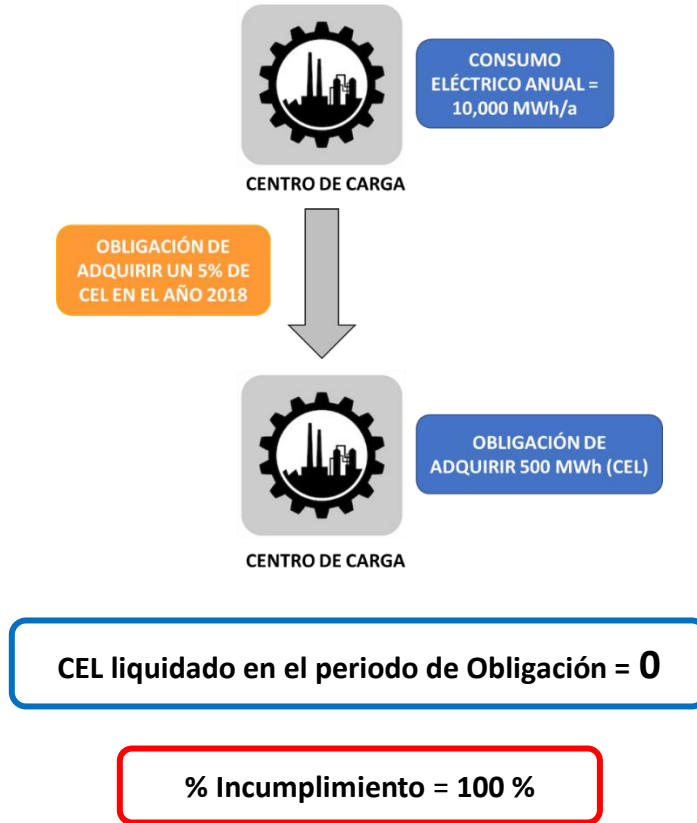 CONSUMO
ELÉCTRICO ANUAL =
10,000 MWh/a
CENTRO DE CARGA
OBLIGACIÓN DE
ADQUIRIR UN 5% DE
CEL EN EL AÑO 2018
OBLIGACIÓN DE
ADQUIRIR 500 MWh (CEL)
CENTRO DE CARGA
CEL liquidado en el periodo de Obligación = 0
% Incumplimiento = 100 %